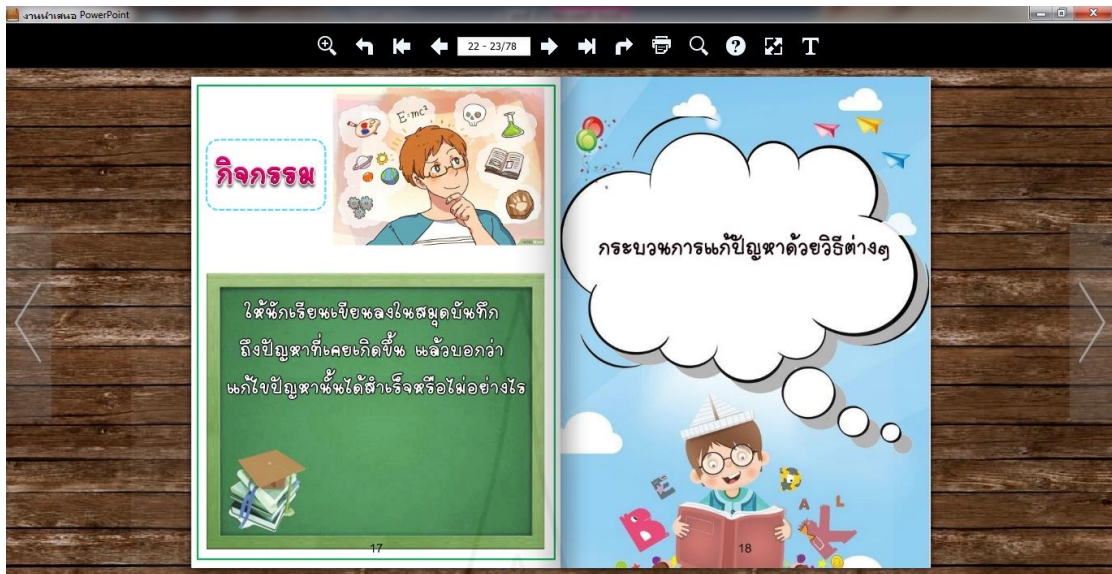 งานนำเสนอ PowerPoint
22 - 23/78
กิจกรรม
E=mc²
ให้นักเรียนเขียนลงในสมุดบันทึก
ถึงปัญหาที่เคยเกิดขึ้น แล้วบอกว่า
แก้ไขปัญหานั้นได้สำเร็จหรือไม่อย่างไร
17
กระบวนการแก้ปัญหาด้วยวิธีต่างๆ
E
A
L
B
18